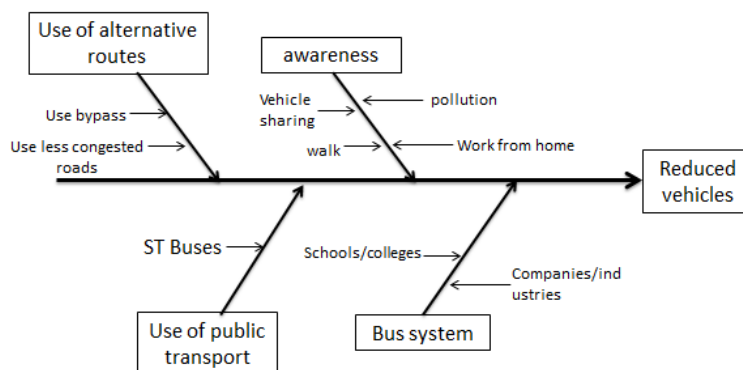 Use of alternative
routes
awareness
Use bypass
Use less congested
roads
Vehicle
sharing
pollution
walk
Work from home
Reduced
vehicles
ST Buses
Schools/colleges
Companies/ind
ustries
Use of public
transport
Bus system